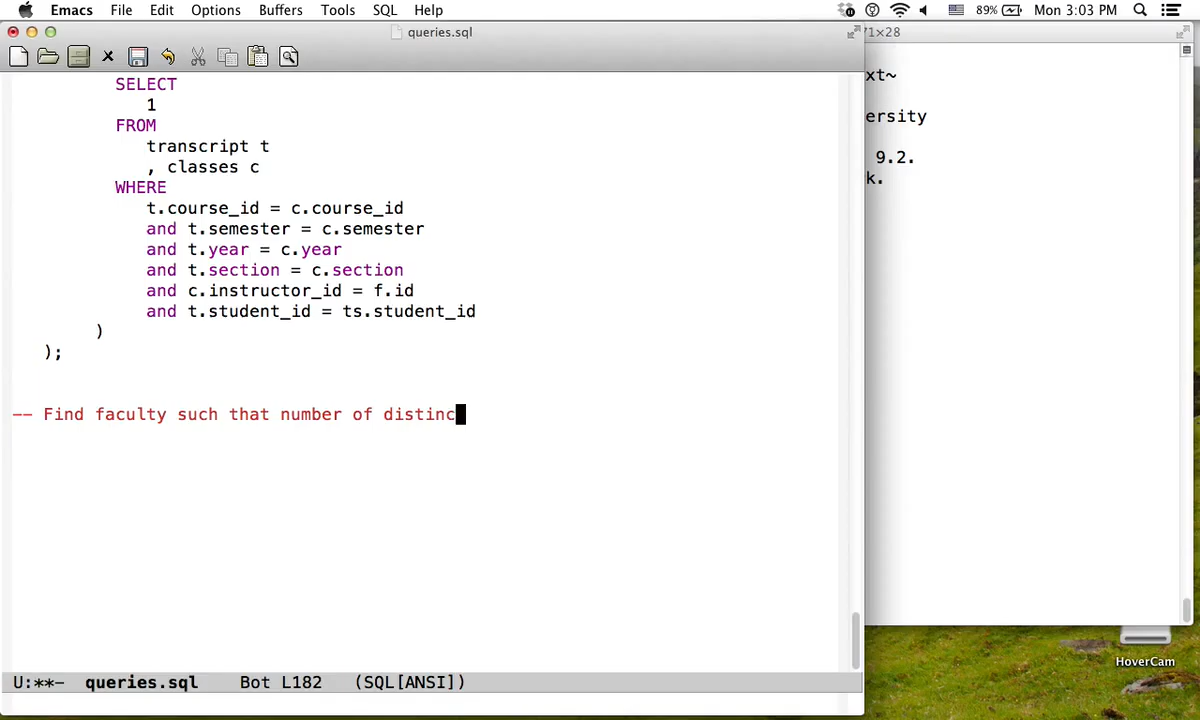 Emacs File Edit Options Buffers Tools SQL Help 89% Mon 3:03 PM
queries.sql
71×28
SELECT
1
FROM
transcript t
, classes c
WHERE
t.course_id = c.course_id
and t.semester = c.semester
and t.year = c.year
and t.section = c.section
and c.instructor_id = f.id
and t.student_id = ts.student_id
)
);
-- Find faculty such that number of distinc
U:**- queries.sql Bot L182 (SQL[ANSI])
xt~
ersity
9.2.
k.
HoverCam